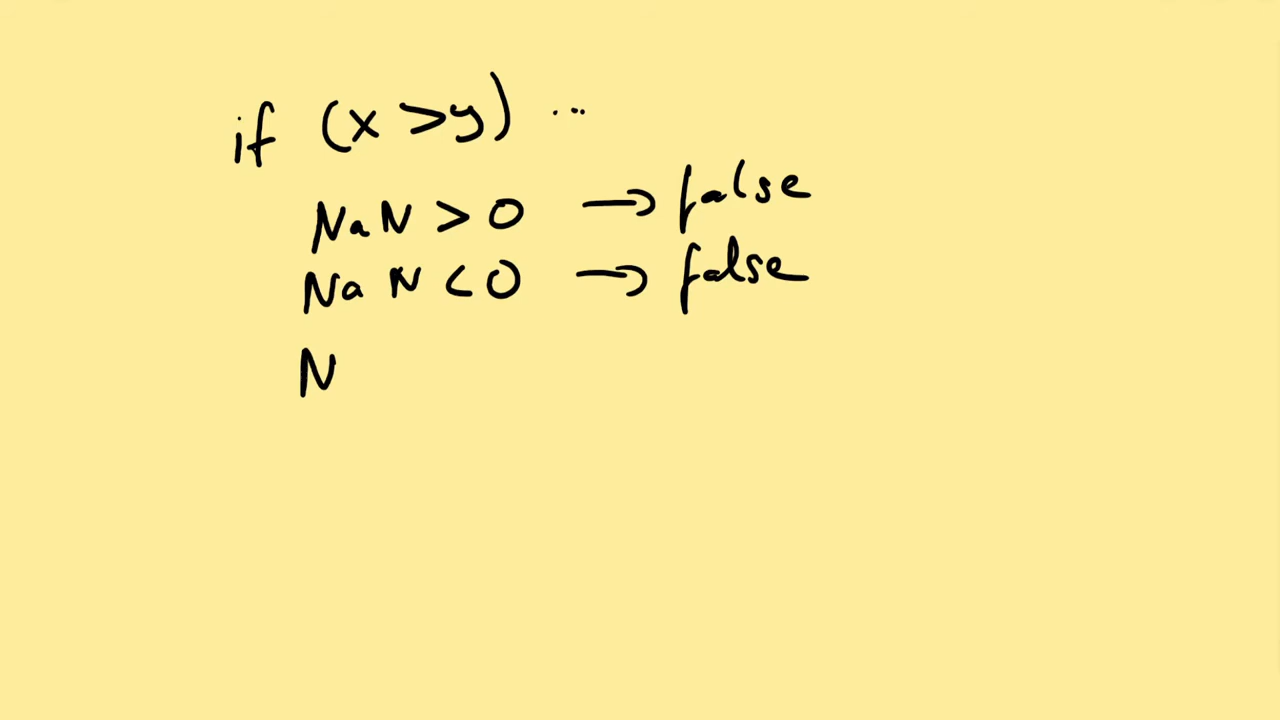 if (x > y) ...
NaN > 0 → false
NaN < 0 → false
N